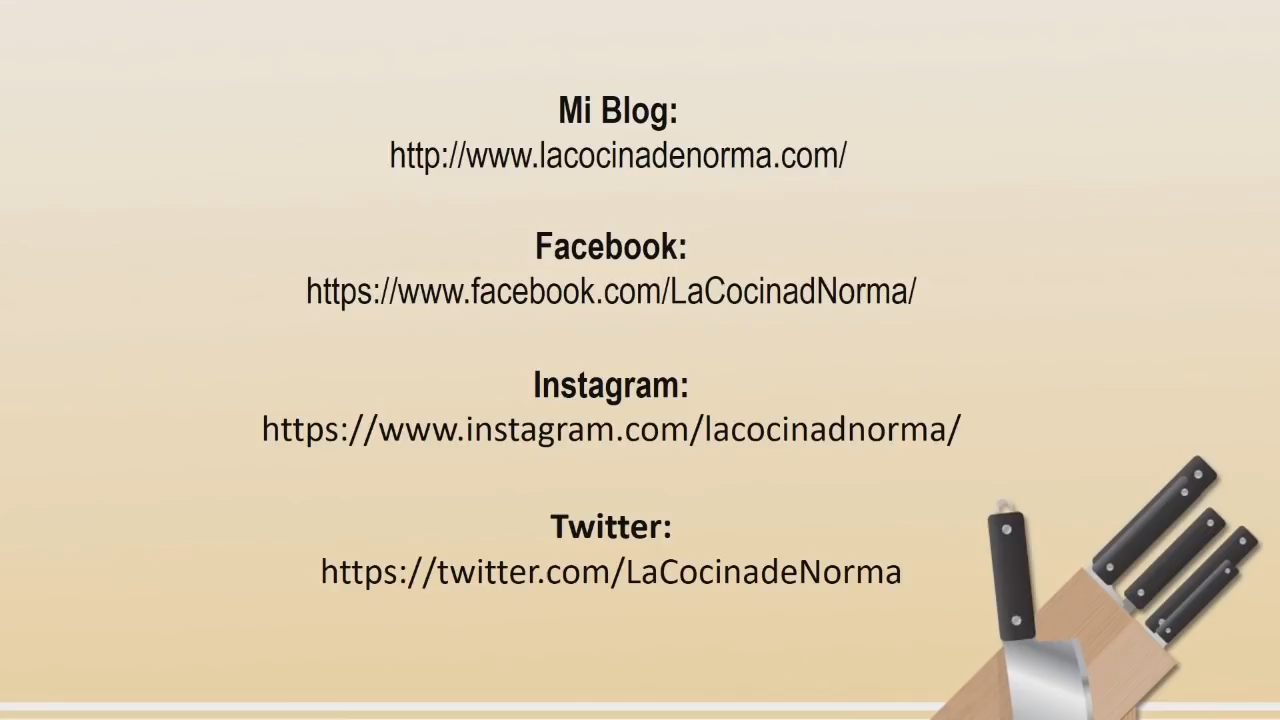 Mi Blog:
http://www.lacocinadenorma.com/
Facebook:
https://www.facebook.com/LaCocinadNorma/
Instagram:
https://www.instagram.com/lacocinadnorma/
Twitter:
https://twitter.com/LaCocinadeNorma